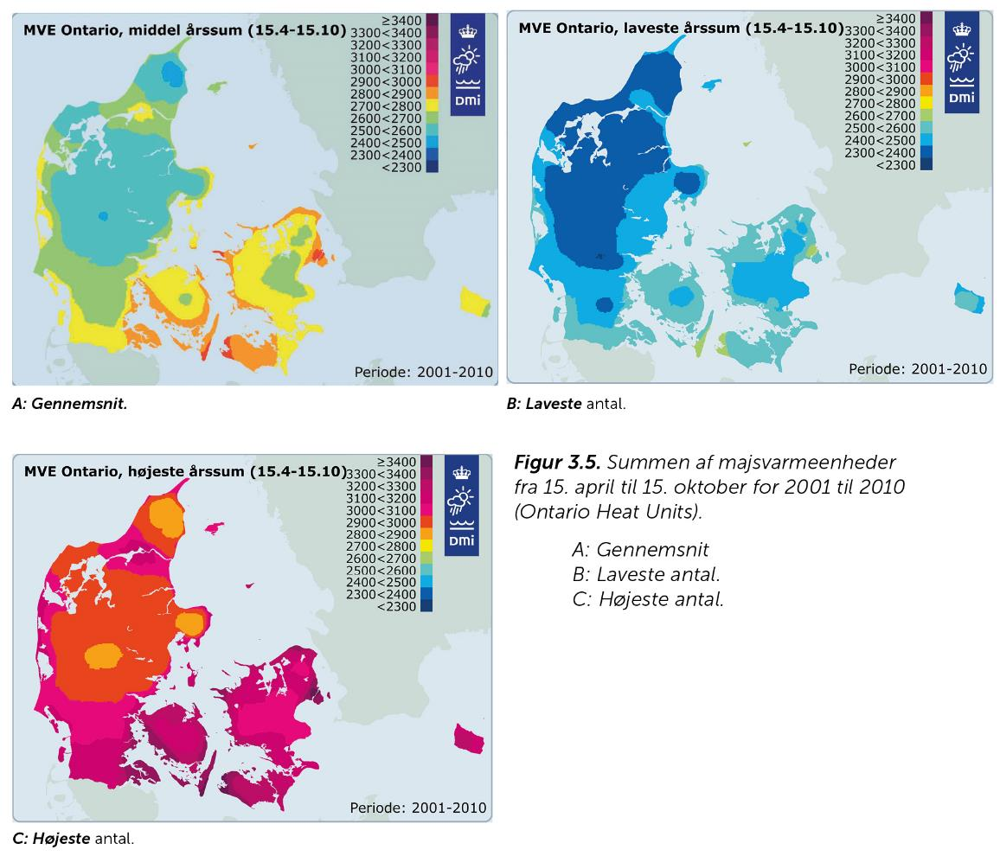 MVE Ontario, middel årssum (15.4-15.10)
≥3400
3300<3400
3200<3300
3100<3200
3000<3100
2900<3000
2800<2900
2700<2800
2600<2700
2500<2600
2400<2500
2300<2400
<2300
DMi
Periode: 2001-2010
A: Gennemsnit.
MVE Ontario, laveste årssum (15.4-15.10)
≥3400
3300<3400
3200<3300
3100<3200
3000<3100
2900<3000
2800<2900
2700<2800
2600<2700
2500<2600
2400<2500
2300<2400
<2300
DMi
Periode: 2001-2010
B: Laveste antal.
MVE Ontario, højeste årssum (15.4-15.10)
≥3400
3300<3400
3200<3300
3100<3200
3000<3100
2900<3000
2800<2900
2700<2800
2600<2700
2500<2600
2400<2500
2300<2400
<2300
DMi
Periode: 2001-2010
C: Højeste antal.
Figur 3.5. Summen af majsvarmeenheder
fra 15. april til 15. oktober for 2001 til 2010
(Ontario Heat Units).
A: Gennemsnit
B: Laveste antal.
C: Højeste antal.